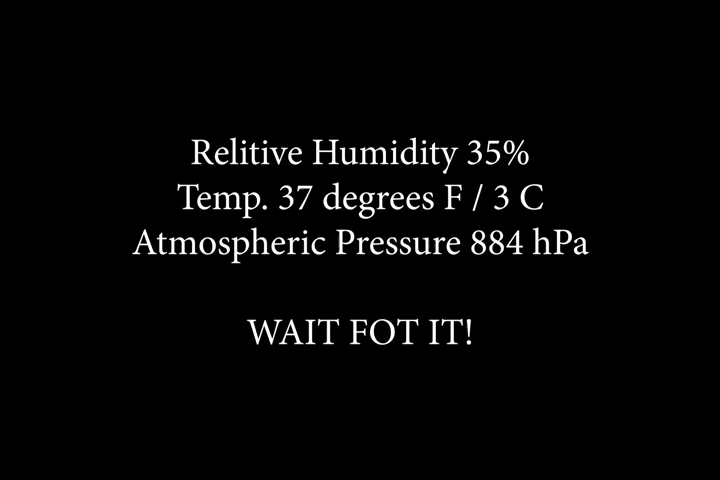 Relitive Humidity 35%
Temp. 37 degrees F / 3 C
Atmospheric Pressure 884 hPa
WAIT FOT IT!